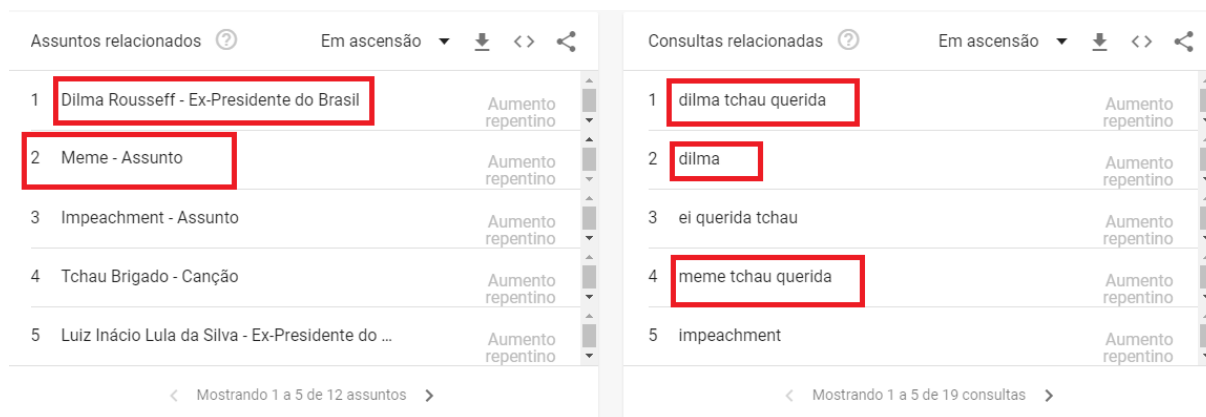 Assuntos relacionados ? Em ascensão
1 Dilma Rousseff - Ex-Presidente do Brasil Aumento repentino
2 Meme - Assunto Aumento repentino
3 Impeachment - Assunto Aumento repentino
4 Tchau Brigado - Canção Aumento repentino
5 Luiz Inácio Lula da Silva - Ex-Presidente do ... Aumento repentino
Mostrando 1 a 5 de 12 assuntos
Consultas relacionadas ? Em ascensão
1 dilma tchau querida Aumento repentino
2 dilma Aumento repentino
3 ei querida tchau Aumento repentino
4 meme tchau querida Aumento repentino
5 impeachment Aumento repentino
Mostrando 1 a 5 de 19 consultas